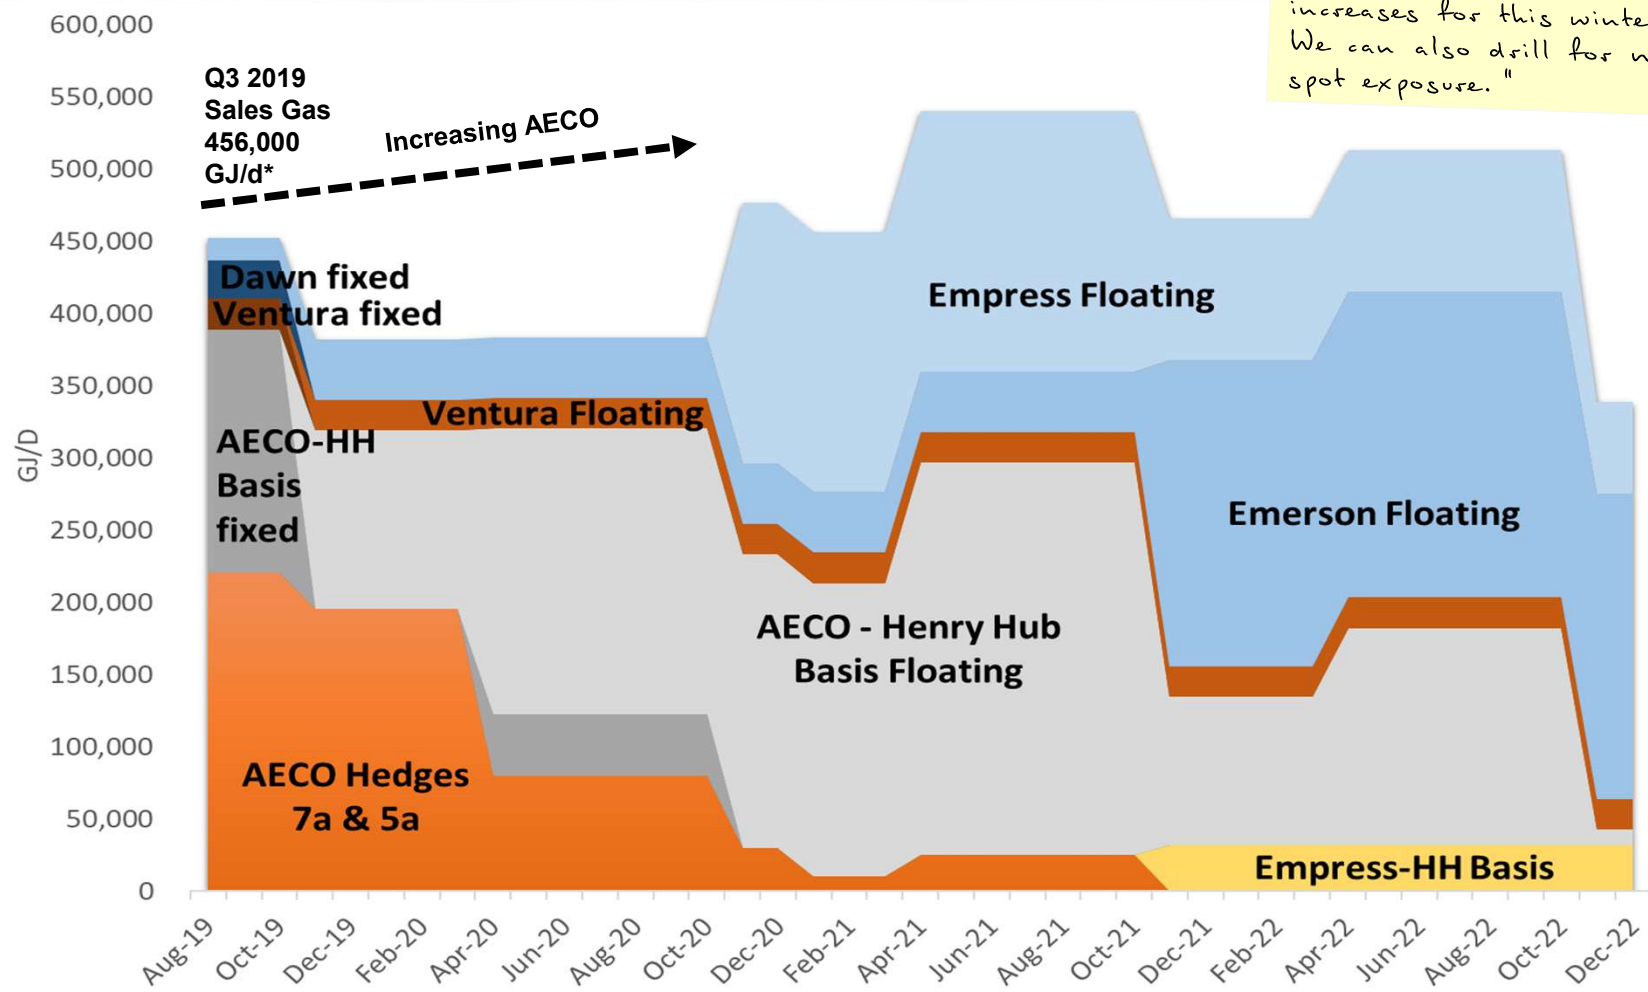 increases for this
We can also drill for
spot exposure."
600,000
550,000
500,000
450,000
400,000
350,000
300,000
250,000
200,000
150,000
100,000
50,000
0
GJ/D
Q3 2019
Sales Gas
456,000
GJ/d*
Increasing AECO
Dawn fixed
Ventura fixed
Ventura Floating
AECO-HH
Basis
fixed
AECO Hedges
7a & 5a
Empress Floating
Emerson Floating
AECO - Henry Hub
Basis Floating
Empress-HH Basis
Aug-19
Oct-19
Dec-19
Feb-20
Apr-20
Jun-20
Aug-20
Oct-20
Dec-20
Feb-21
Apr-21
Jun-21
Aug-21
Oct-21
Dec-21
Feb-22
Apr-22
Jun-22
Aug-22
Oct-22
Dec-22